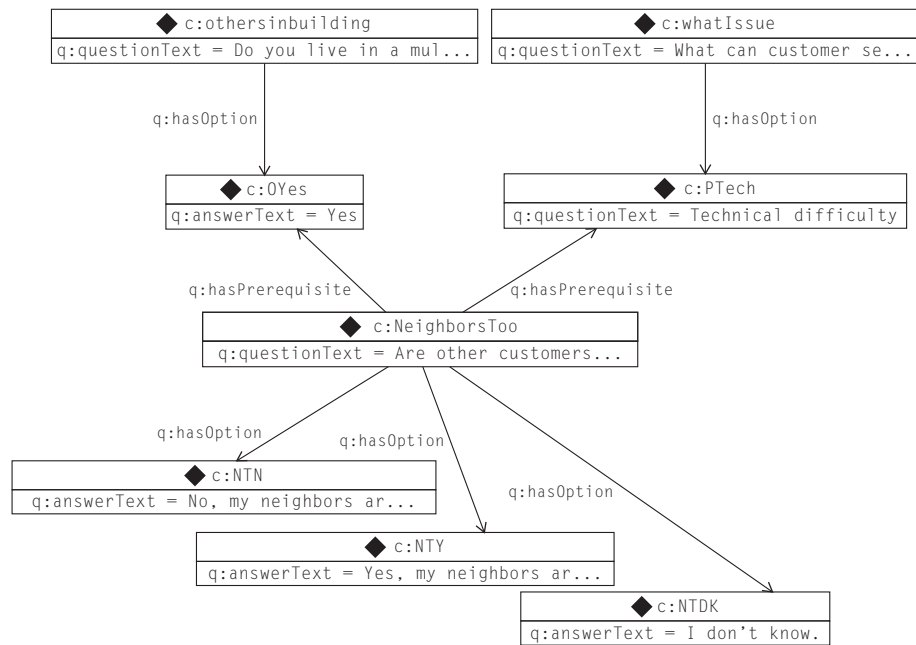 c:othersinbuilding
c:whatIssue
q:questionText = Do you live in a mul...
q:questionText = What can customer se...
q:hasOption
q:hasOption
c:OYes
c:PTech
q:answerText = Yes
q:questionText = Technical difficulty
q:hasPrerequisite
q:hasPrerequisite
c:NeighborsToo
q:questionText = Are other customers...
q:hasOption
q:hasOption
c:NTN
q:answerText = No, my neighbors ar...
q:hasOption
c:NTY
q:answerText = Yes, my neighbors ar...
c:NTDK
q:answerText = I don't know.